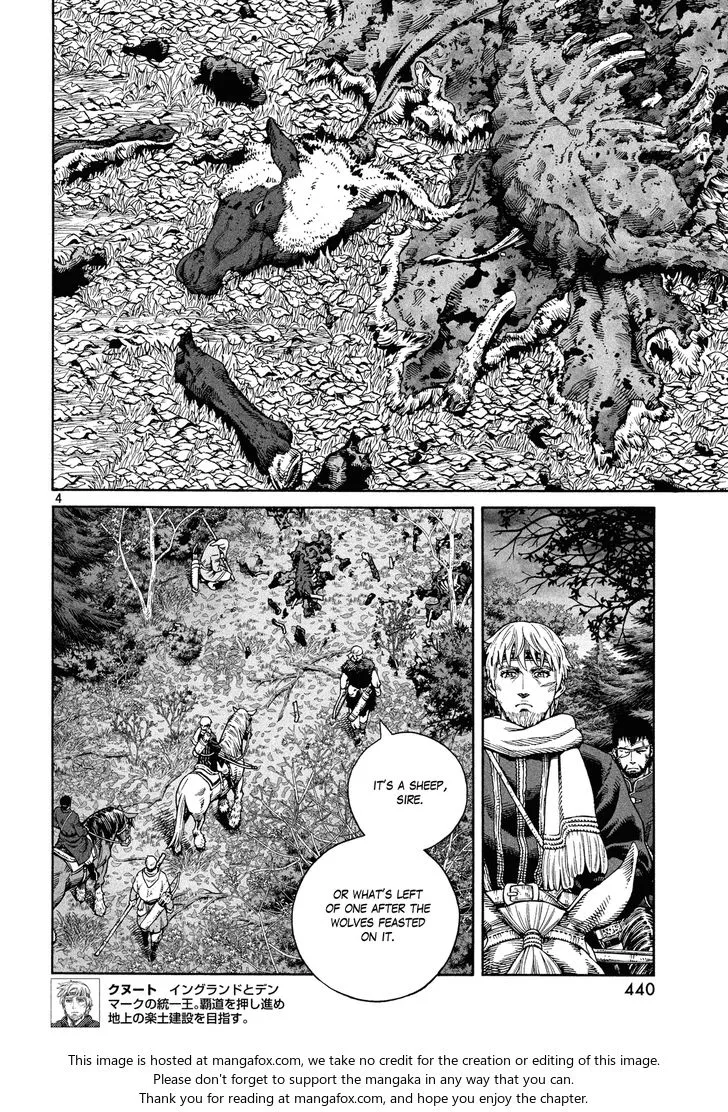 4
IT'S A SHEEP,
SIRE.
OR WHAT'S LEFT
OF ONE AFTER THE
WOLVES FEASTED
ON IT.
クヌート　イングランドとデン
マークの統一王。覇道を押し進め
地上の楽土建設を目指す。
440
This image is hosted at mangafox.com, we take no credit for the creation or editing of this image.
Please don't forget to support the mangaka in any way that you can.
Thank you for reading at mangafox.com, and hope you enjoy the chapter.